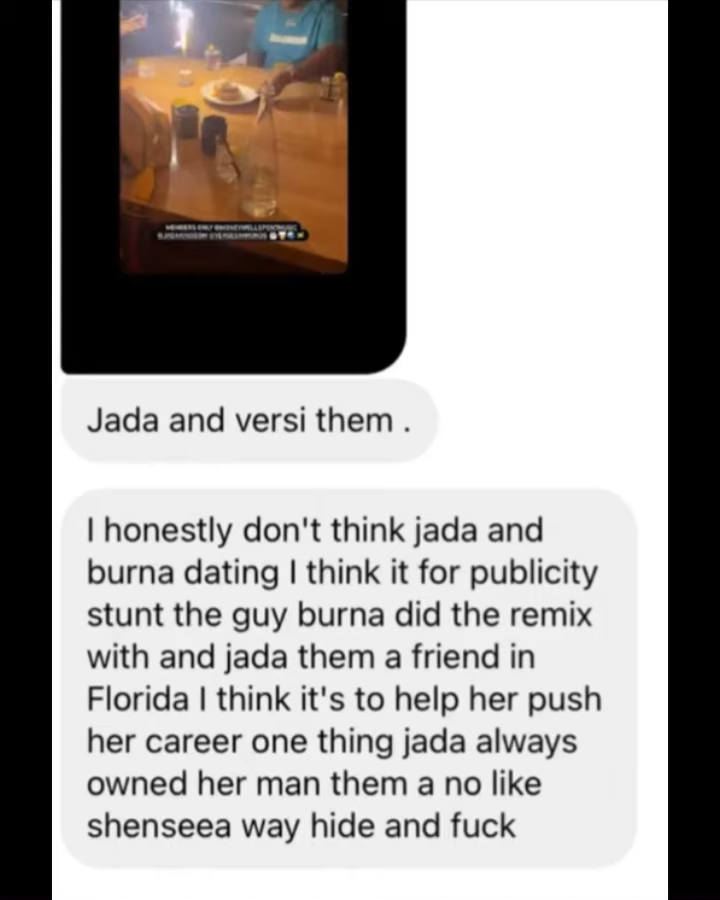 MEMBERS ONLY
Jada and versi them .
I honestly don't think jada and
burna dating I think it for publicity
stunt the guy burna did the remix
with and jada them a friend in
Florida I think it's to help her push
her career one thing jada always
owned her man them a no like
shenseea way hide and fuck